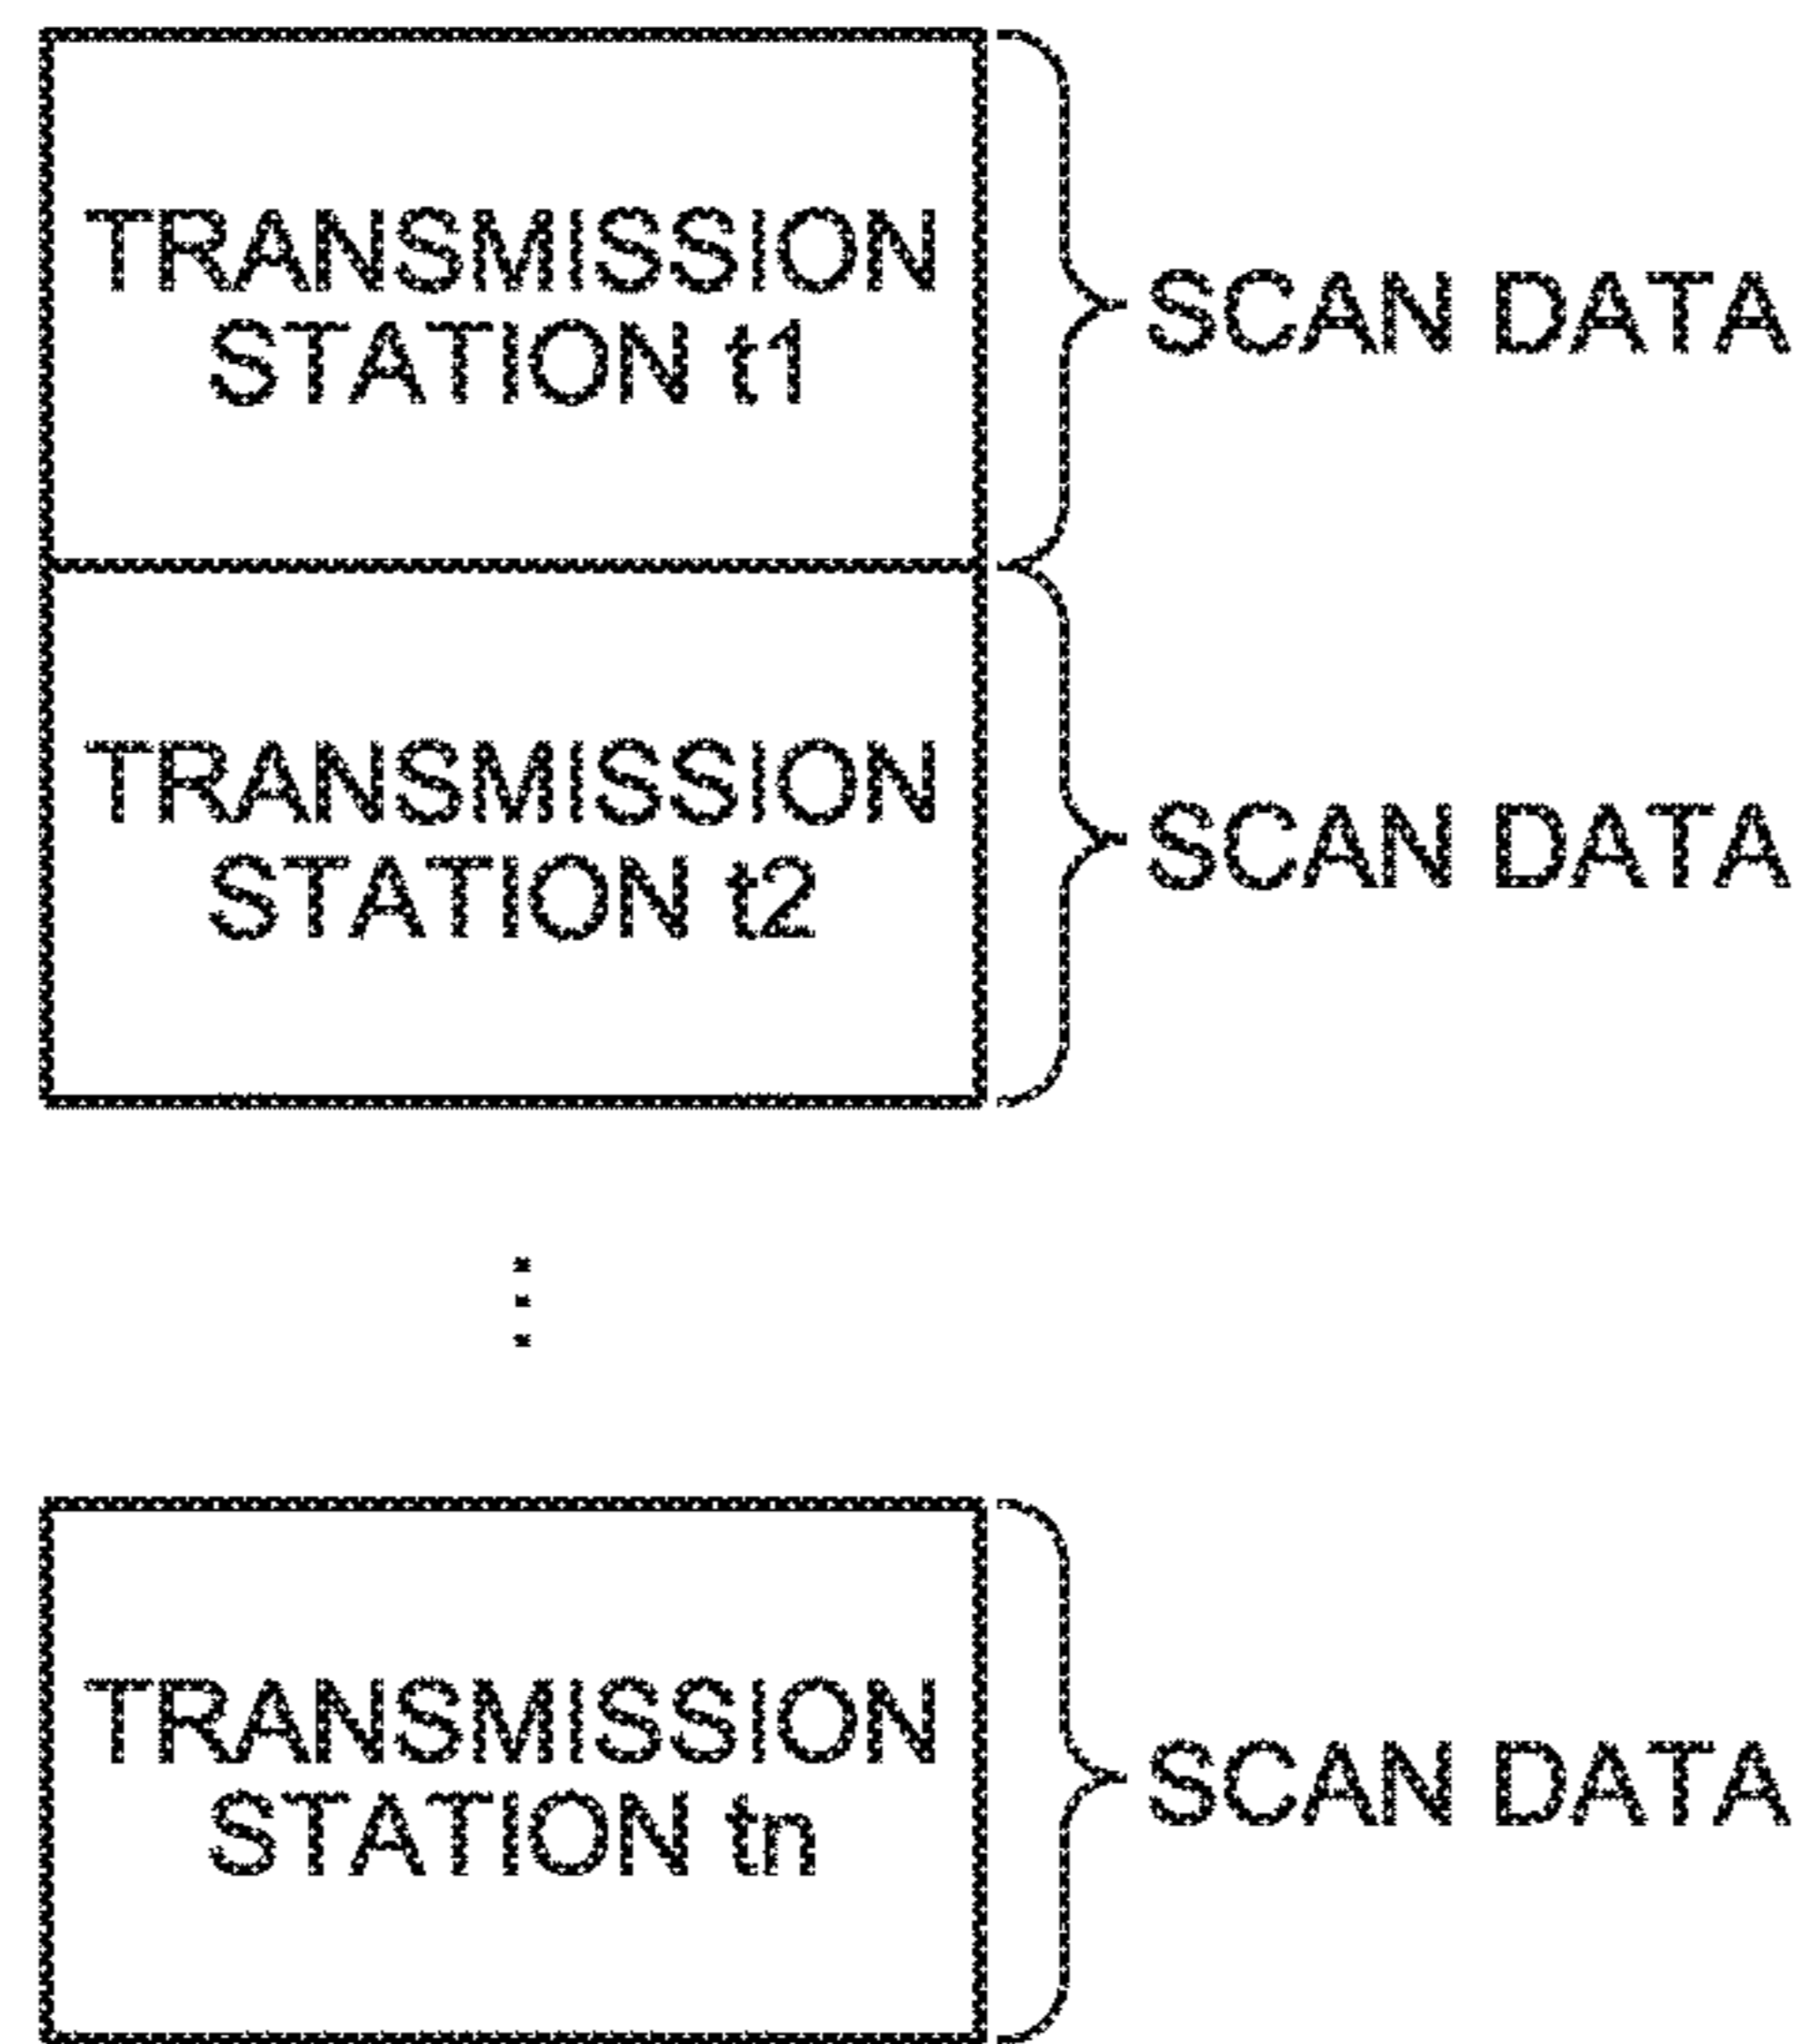 TRANSMISSION
STATION t1
SCAN DATA
TRANSMISSION
STATION t2
SCAN DATA
TRANSMISSION
STATION tn
SCAN DATA